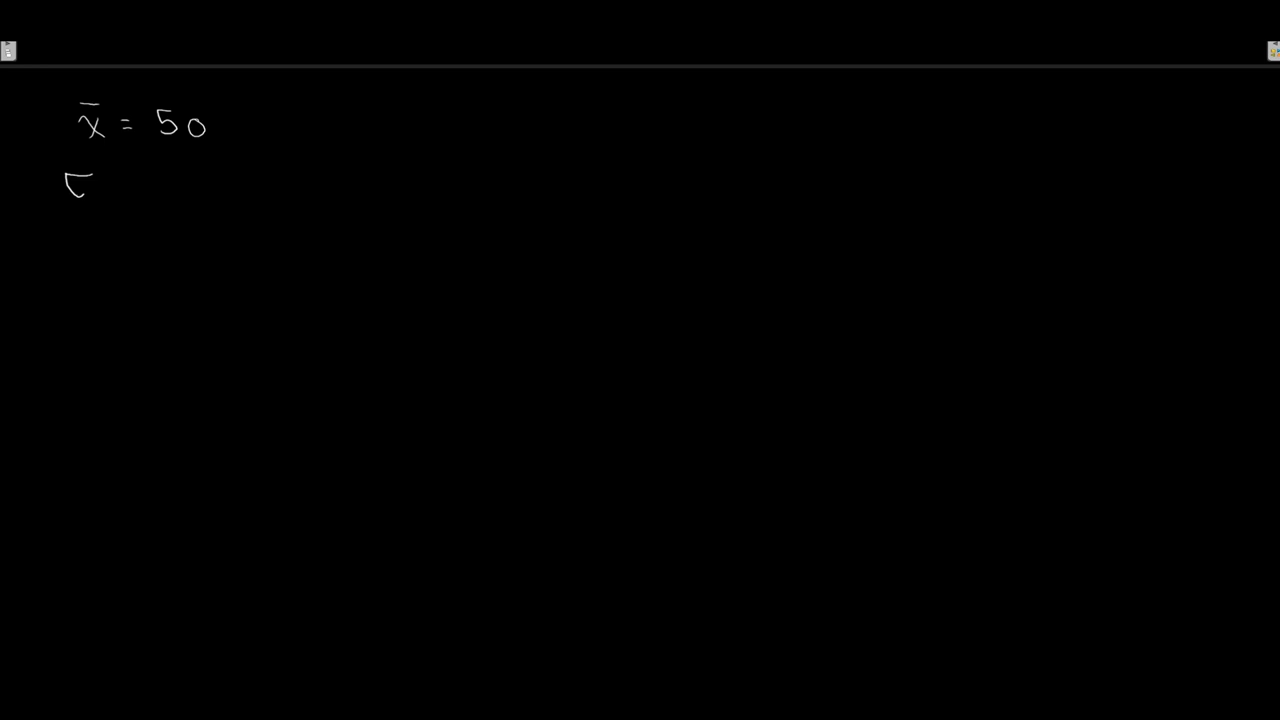 x̄ = 50